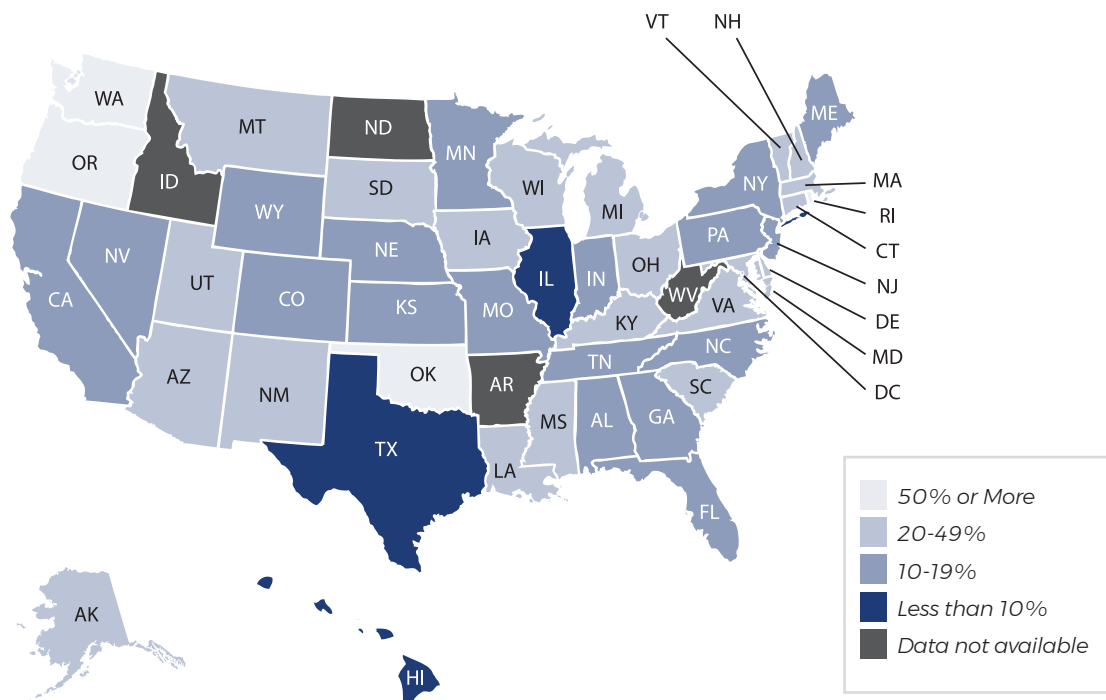 VT
NH
WA
MT
ND
MN
ME
OR
ID
SD
WI
MI
NY
MA
WY
RI
IA
PA
NV
NE
CT
UT
IL
IN
OH
NJ
CA
CO
KS
MO
WV
VA
DE
KY
NC
MD
AZ
NM
OK
AR
TN
SC
DC
TX
MS
AL
GA
LA
FL
AK
HI
50% or More
20-49%
10-19%
Less than 10%
Data not available